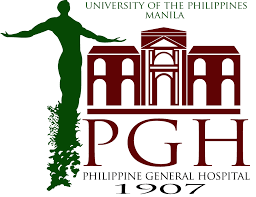 UNIVERSITY OF THE PHILIPPINES
MANILA
PGH
PHILIPPINE GENERAL HOSPITAL
1907